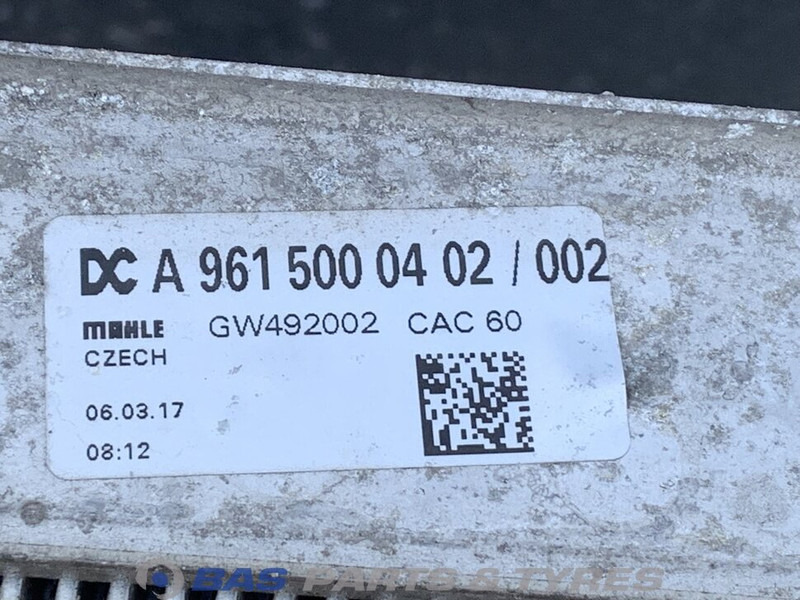 DC A 961 500 04 02 / 002
MAHLE GW492002 CAC 60
CZECH
06.03.17
08:12
BAS PARTS & TYRES